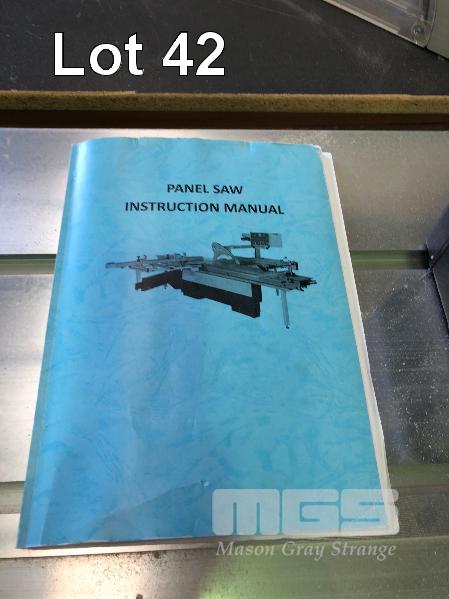 Lot 42
PANEL SAW
INSTRUCTION MANUAL
MGS
Mason Gray Strange